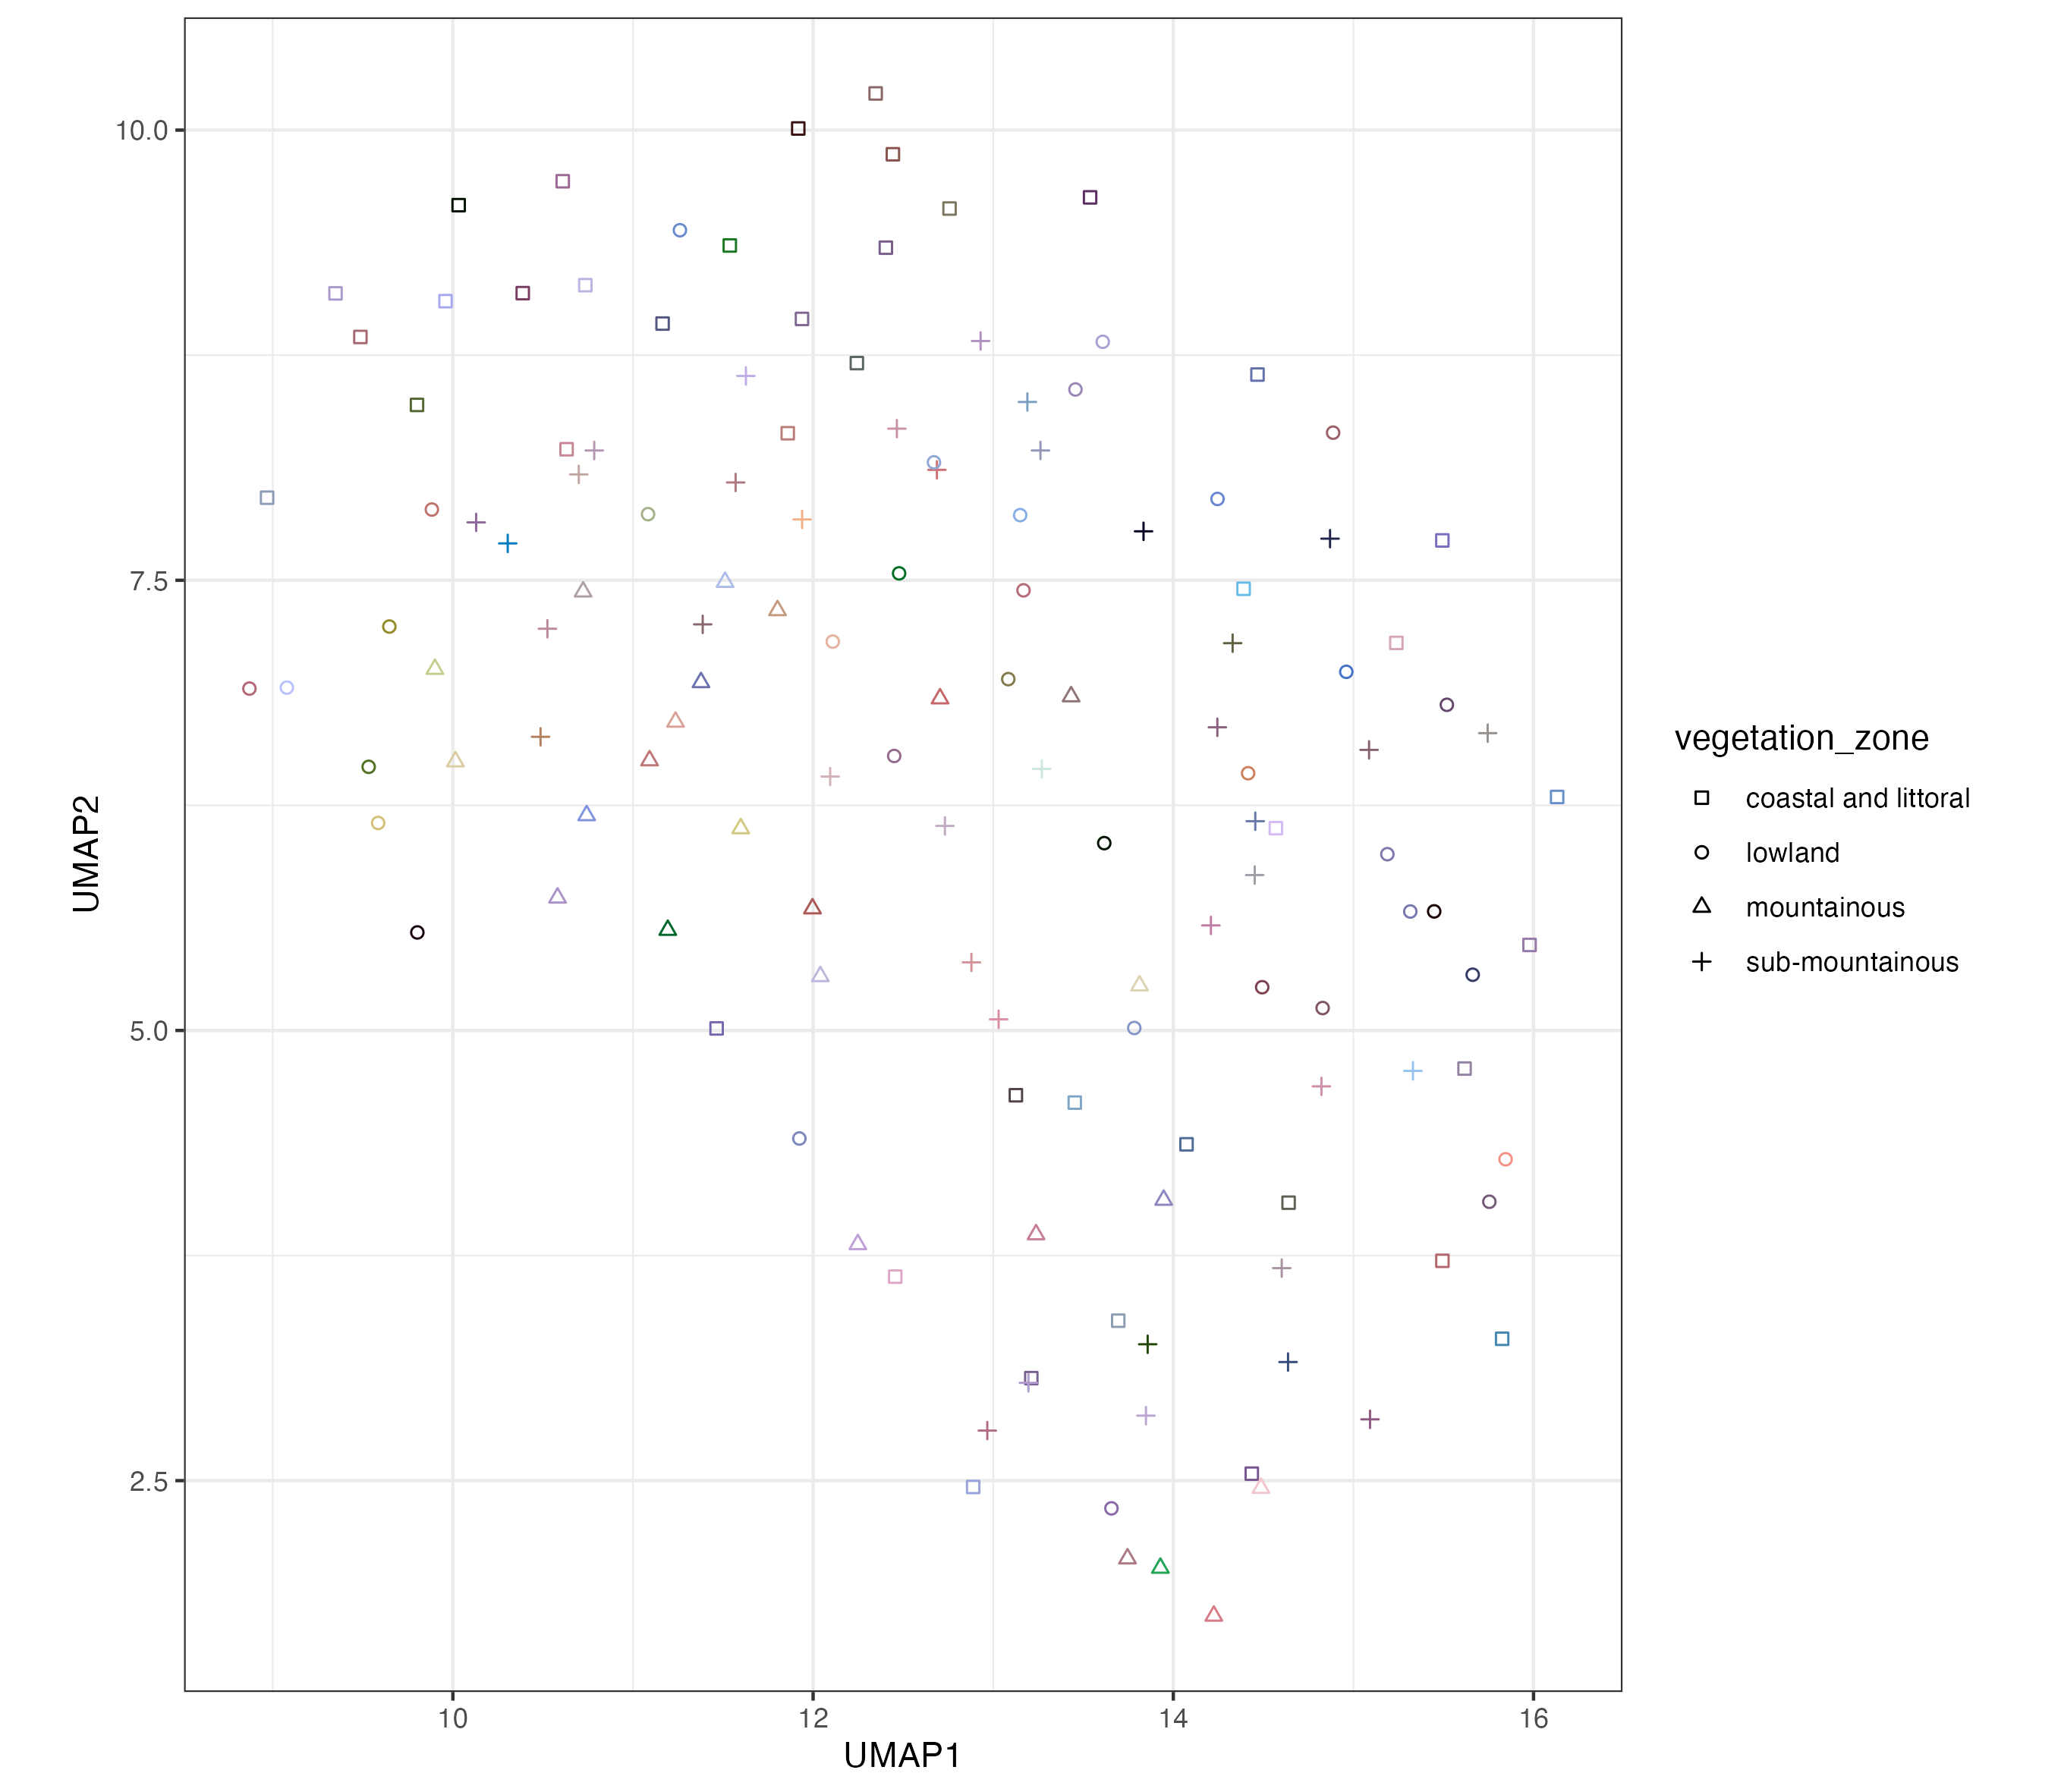 10.0
7.5
5.0
2.5
UMAP2
10
12
14
16
UMAP1
vegetation_zone
coastal and littoral
lowland
mountainous
sub-mountainous